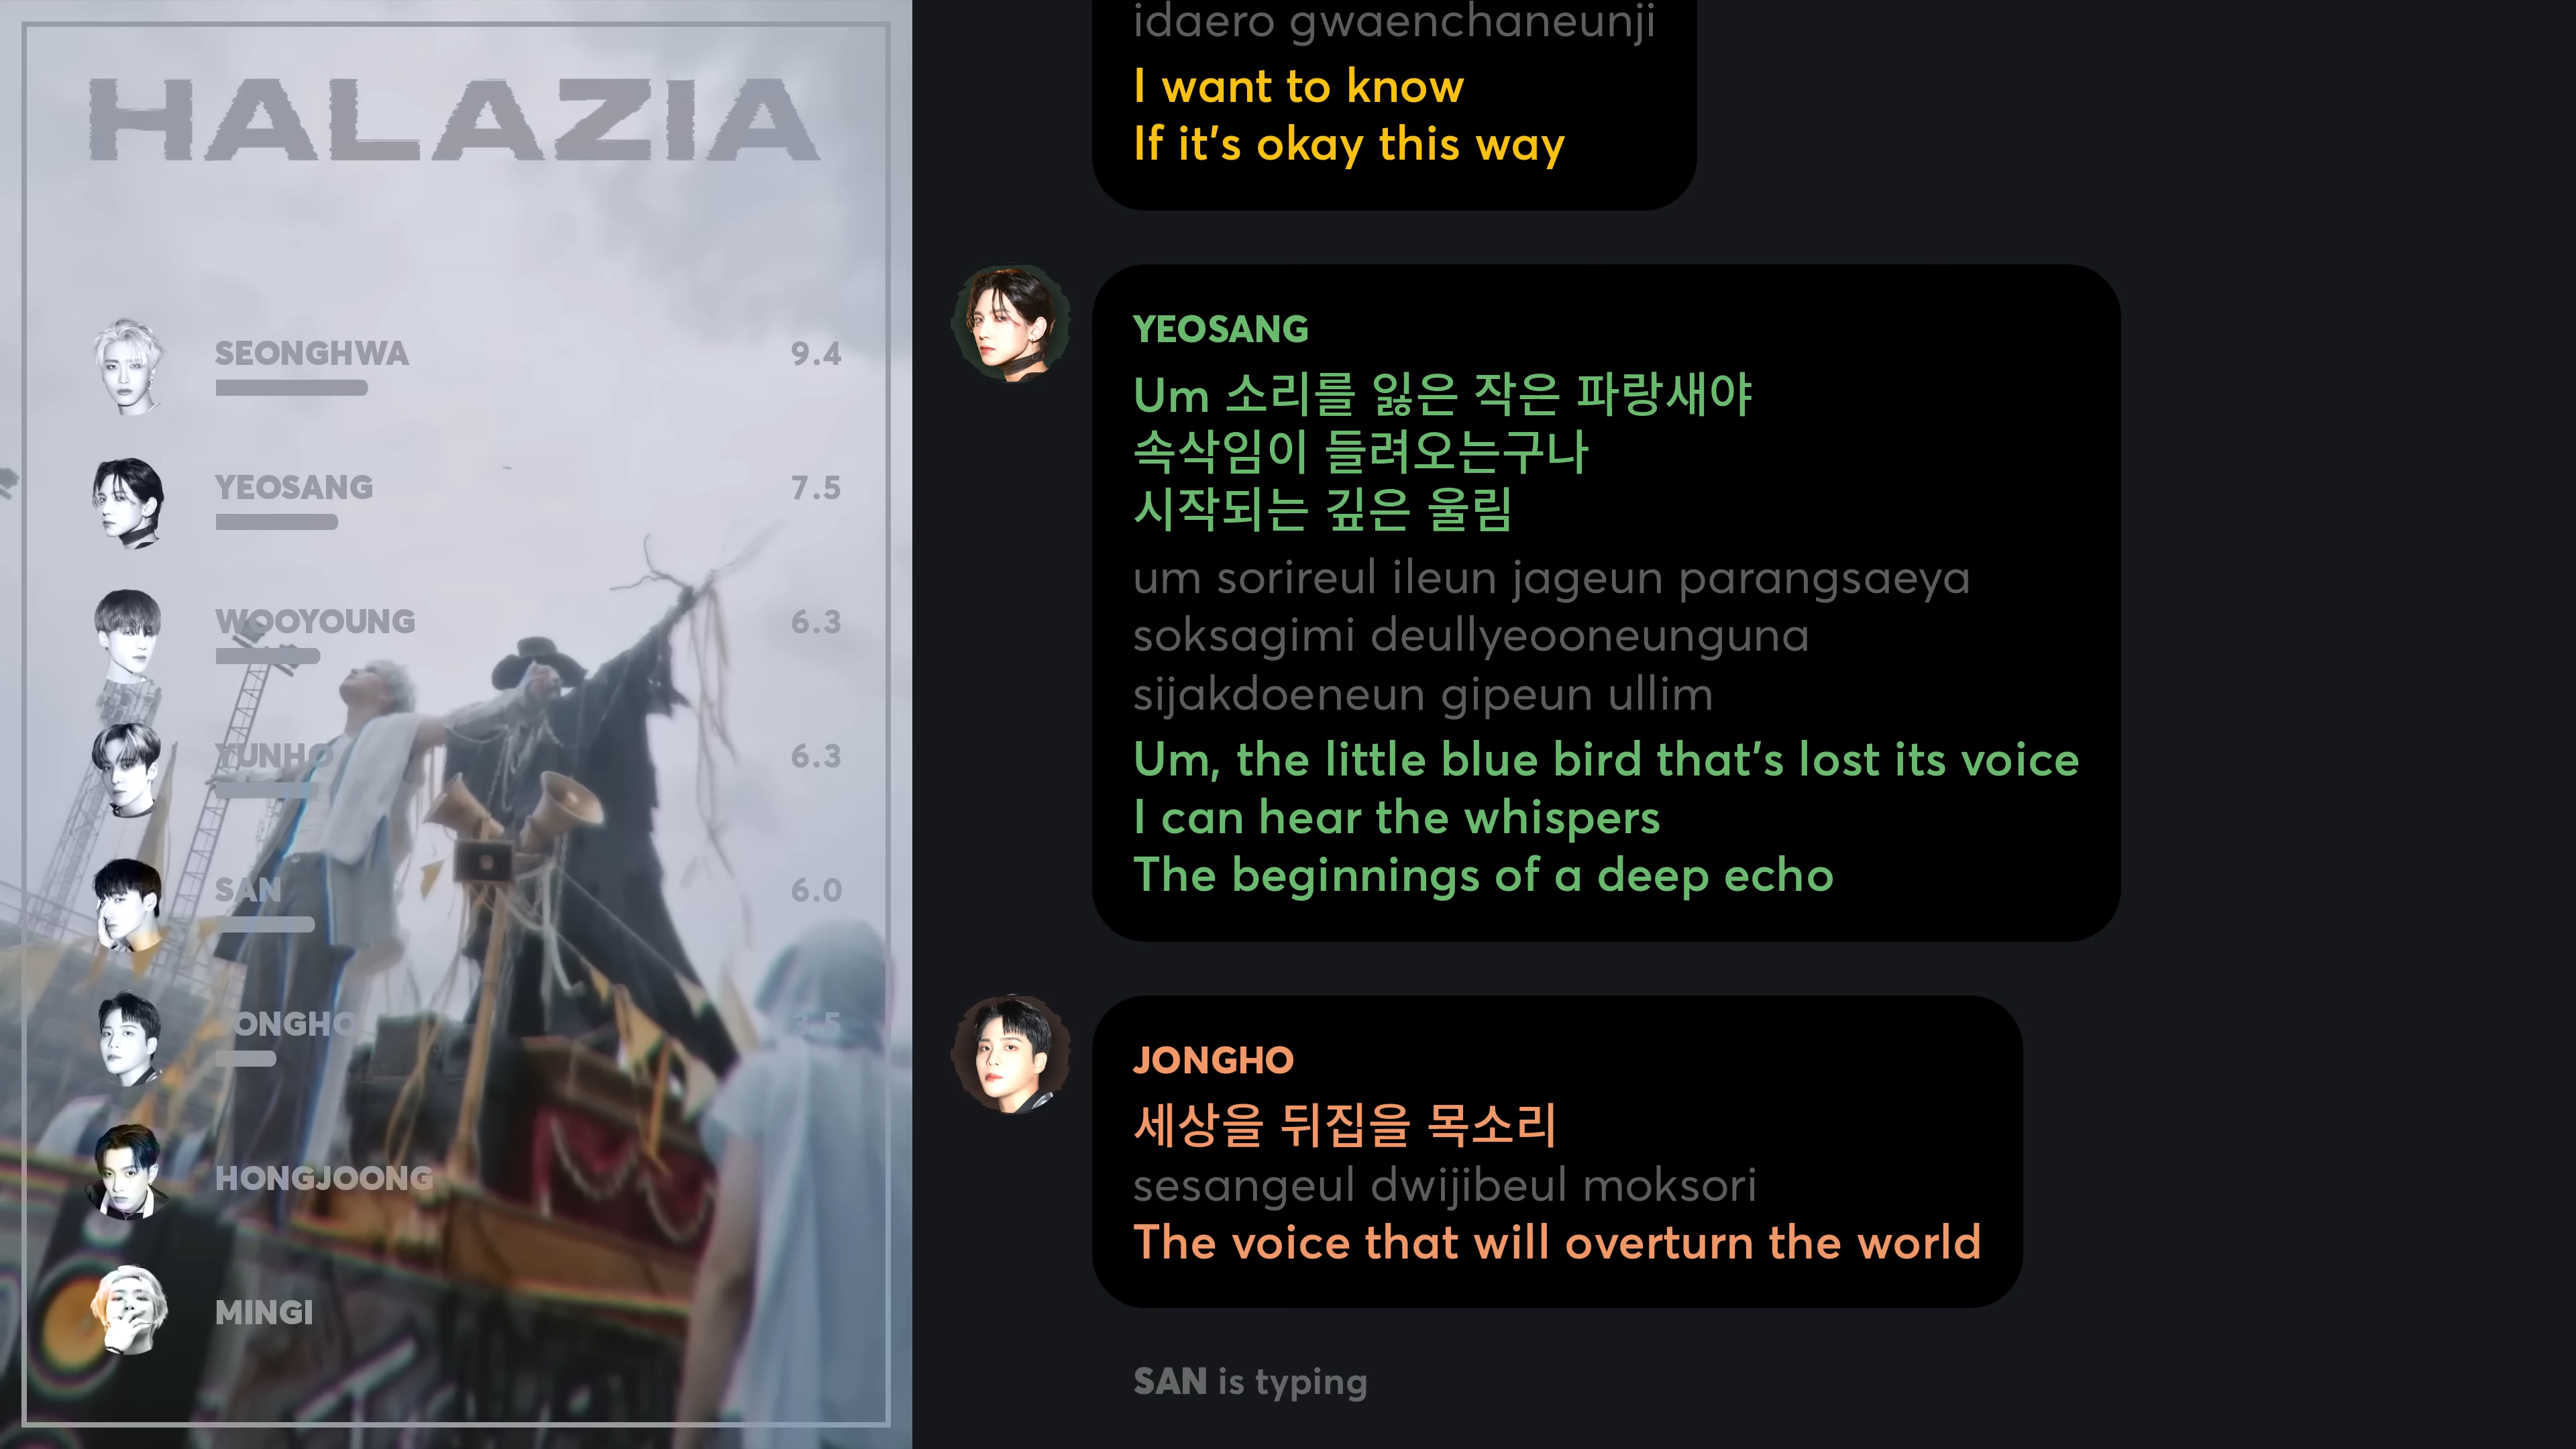 HALAZIA
SEONGHWA 9.4
YEOSANG 7.5
WOOYOUNG 6.3
YUNHO 6.3
SAN 6.0
JONGHO 3.5
HONGJOONG
MINGI
idaero gwaenchaneunji
I want to know
If it's okay this way
YEOSANG
Um 소리를 잃은 작은 파랑새야
속삭임이 들려오는구나
시작되는 깊은 울림
um sorireul ileun jageun parangsaeya
soksagimi deullyeooneunguna
sijakdoeneun gipeun ullim
Um, the little blue bird that's lost its voice
I can hear the whispers
The beginnings of a deep echo
JONGHO
세상을 뒤집을 목소리
sesangeul dwijibeul moksori
The voice that will overturn the world
SAN is typing